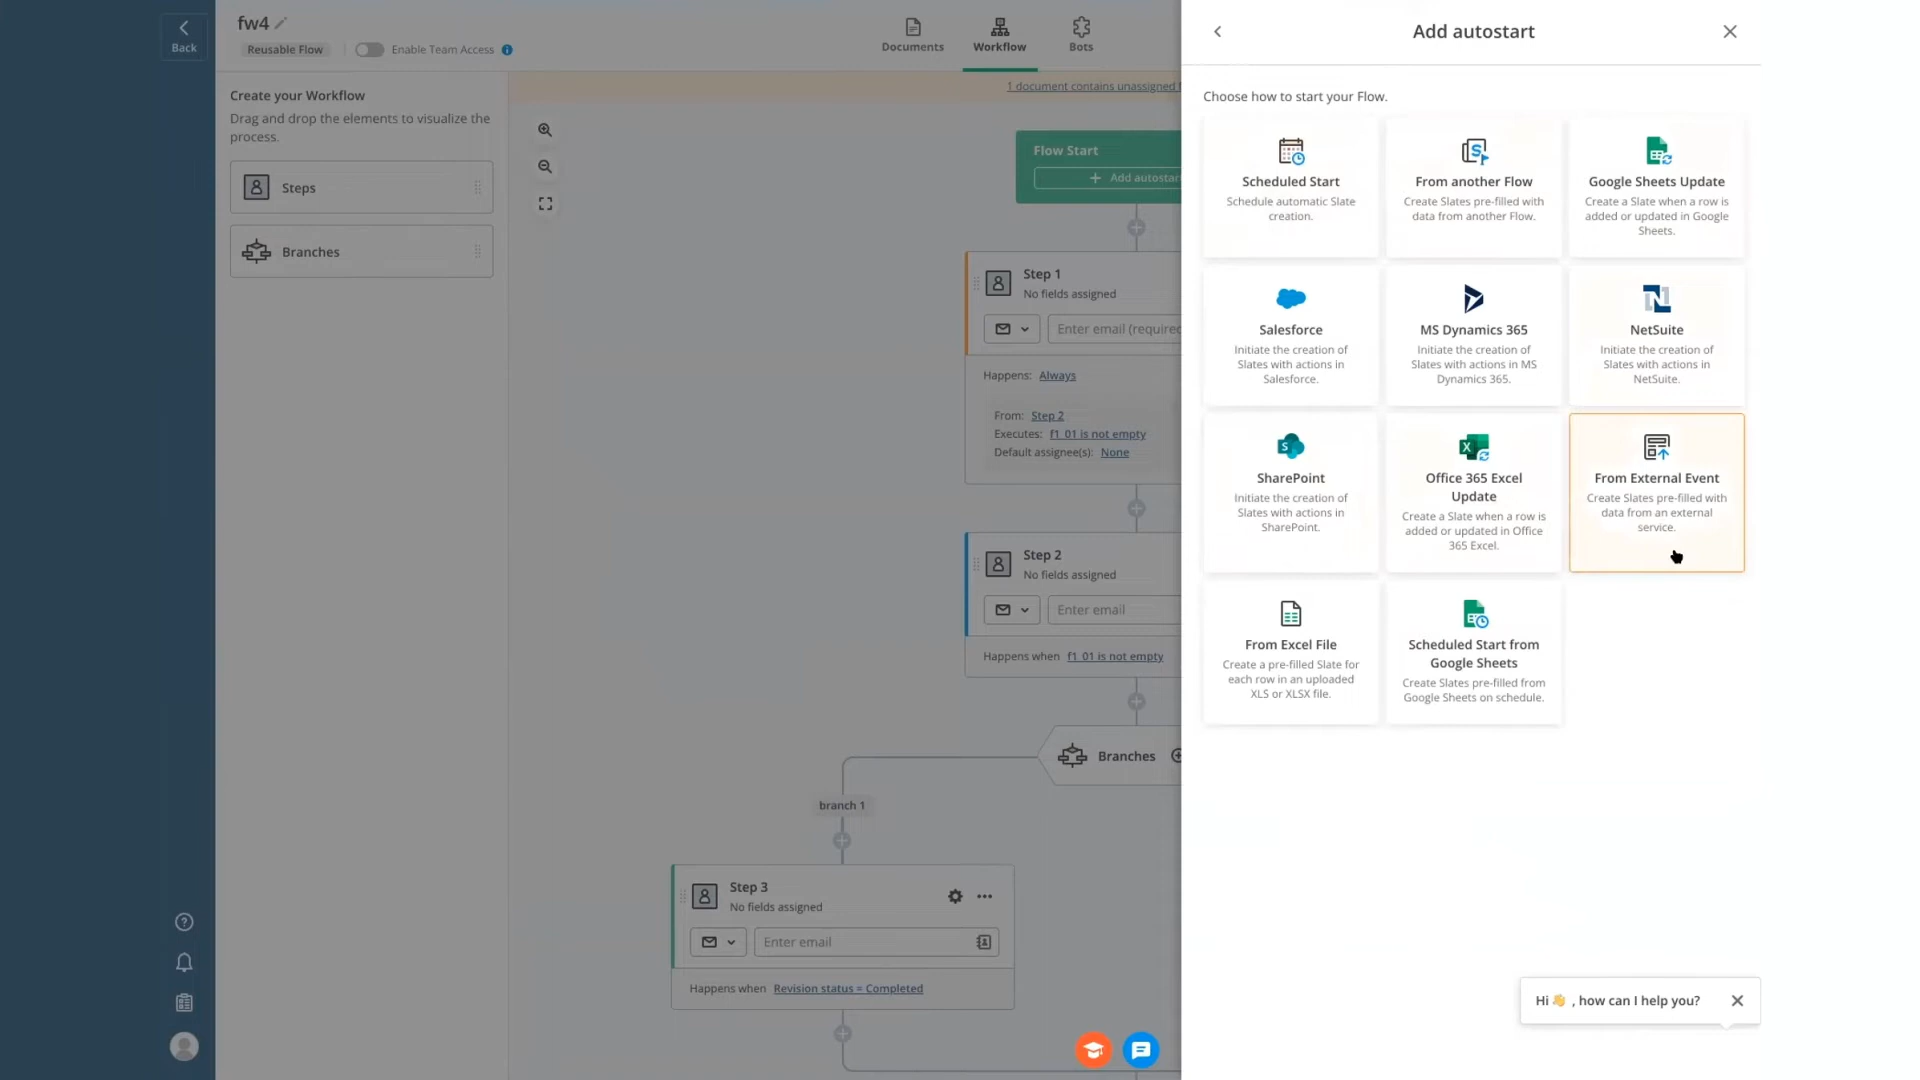 Back
fw4
Reusable Flow
Enable Team Access
Documents
Workflow
Bots
Create your Workflow
Drag and drop the elements to visualize the
process.
Steps
Branches
1 document contains unassigned
Flow Start
+ Add autostart
Step 1
No fields assigned
Enter email (required
Happens: Always
From: Step 2
Executes: f1_01 is not empty
Default assignee(s): None
Step 2
No fields assigned
Enter email
Happens when f1_01 is not empty
Branches
branch 1
Step 3
No fields assigned
Enter email
Happens when Revision status = Completed
Add autostart
Choose how to start your Flow.
Scheduled Start
Schedule automatic Slate
creation.
From another Flow
Create Slates pre-filled with
data from another Flow.
Google Sheets Update
Create a Slate when a row is
added or updated in Google
Sheets.
Salesforce
Initiate the creation of
Slates with actions in
Salesforce.
MS Dynamics 365
Initiate the creation of
Slates with actions in MS
Dynamics 365.
NetSuite
Initiate the creation of
Slates with actions in
NetSuite.
SharePoint
Initiate the creation of
Slates with actions in
SharePoint.
Office 365 Excel
Update
Create a Slate when a row is
added or updated in Office
365 Excel.
From External Event
Create Slates pre-filled with
data from an external
service.
From Excel File
Create a pre-filled Slate for
each row in an uploaded
XLS or XLSX file.
Scheduled Start from
Google Sheets
Create Slates pre-filled from
Google Sheets on schedule.
Hi 👋 , how can I help you?